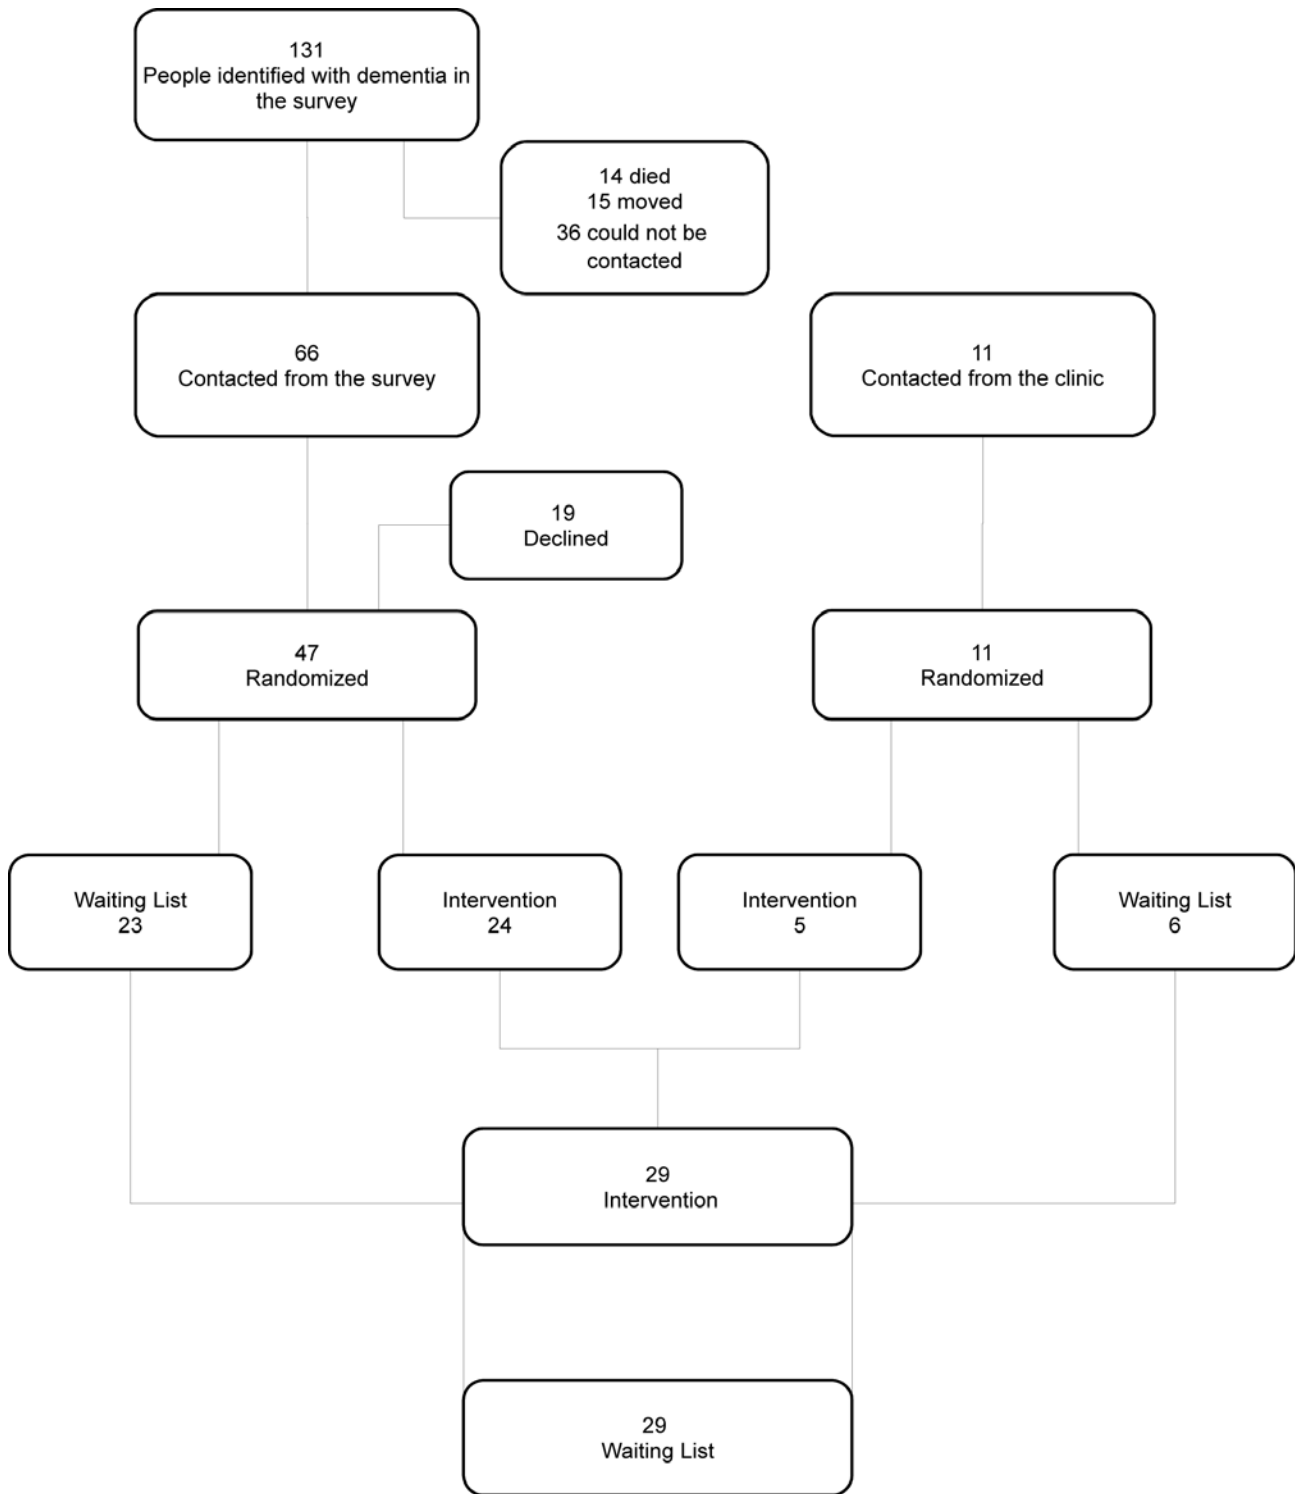 131
People identified with dementia in
the survey
14 died
15 moved
36 could not be
contacted
66
Contacted from the survey
11
Contacted from the clinic
19
Declined
47
Randomized
11
Randomized
Waiting List
23
Intervention
24
Intervention
5
Waiting List
6
29
Intervention
29
Waiting List